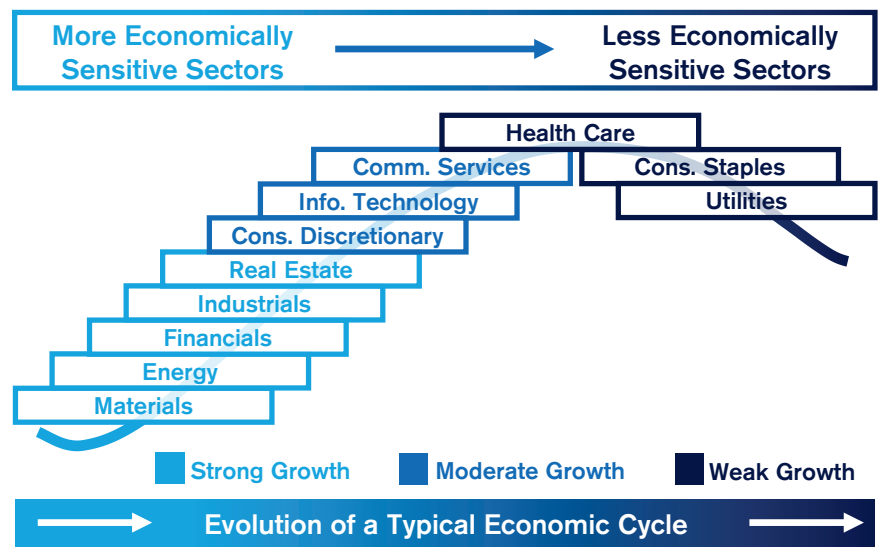 More Economically
Sensitive Sectors
Less Economically
Sensitive Sectors
Health Care
Comm. Services
Cons. Staples
Info. Technology
Utilities
Cons. Discretionary
Real Estate
Industrials
Financials
Energy
Materials
Strong Growth
Moderate Growth
Weak Growth
Evolution of a Typical Economic Cycle